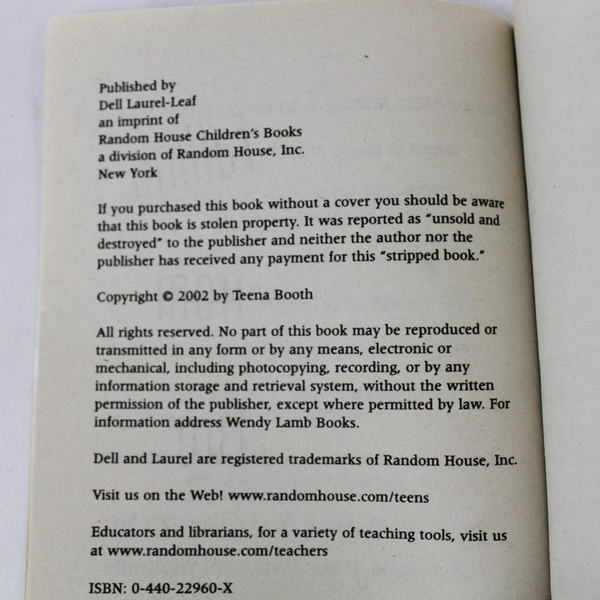 Published by
Dell Laurel-Leaf
an imprint of
Random House Children's Books
a division of Random House, Inc.
New York
If you purchased this book without a cover you should be aware
that this book is stolen property. It was reported as "unsold and
destroyed" to the publisher and neither the author nor the
publisher has received any payment for this "stripped book."
Copyright © 2002 by Teena Booth
All rights reserved. No part of this book may be reproduced or
transmitted in any form or by any means, electronic or
mechanical, including photocopying, recording, or by any
information storage and retrieval system, without the written
permission of the publisher, except where permitted by law. For
information address Wendy Lamb Books.
Dell and Laurel are registered trademarks of Random House, Inc.
Visit us on the Web! www.randomhouse.com/teens
Educators and librarians, for a variety of teaching tools, visit us
at www.randomhouse.com/teachers
ISBN: 0-440-22960-X